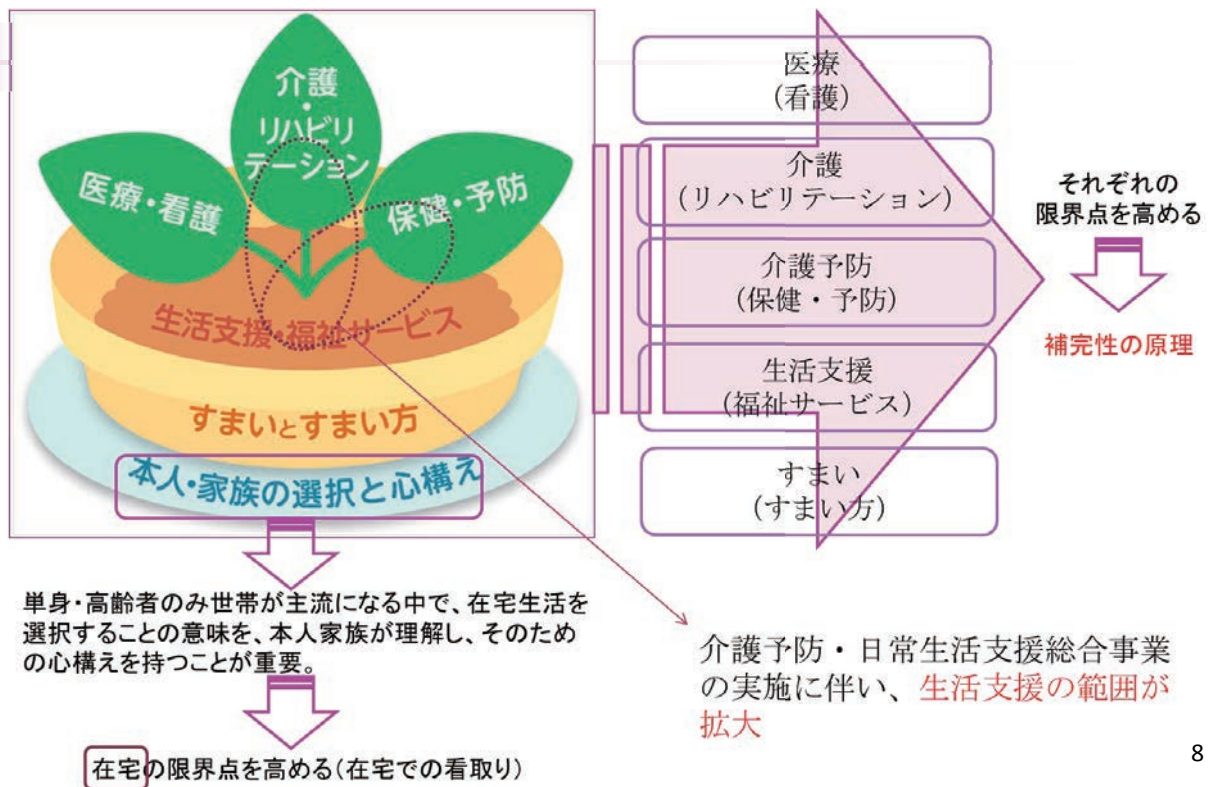 介護
・
リハビリ
テーション
医療・看護
保健・予防
生活支援・福祉サービス
すまいとすまい方
本人・家族の選択と心構え
医療
(看護)
介護
(リハビリテーション)
介護予防
(保健・予防)
生活支援
(福祉サービス)
すまい
(すまい方)
それぞれの
限界点を高める
補完性の原理
単身・高齢者のみ世帯が主流になる中で、在宅生活を
選択することの意味を、本人家族が理解し、そのため
の心構えを持つことが重要。
在宅の限界点を高める(在宅での看取り)
介護予防・日常生活支援総合事業
の実施に伴い、生活支援の範囲が
拡大
8